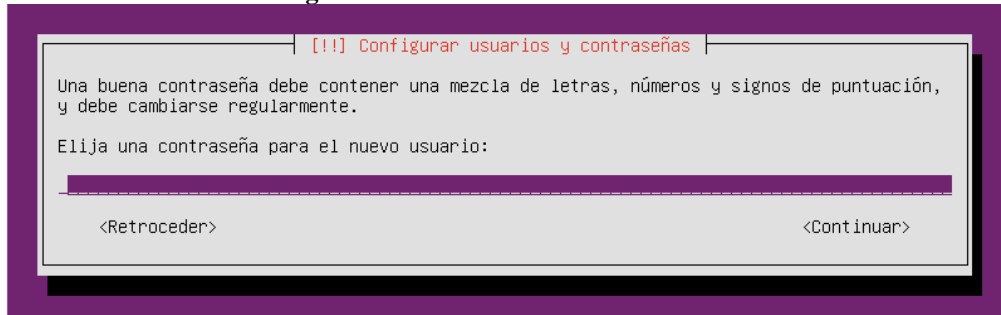 [!!] Configurar usuarios y contraseñas
Una buena contraseña debe contener una mezcla de letras, números y signos de puntuación,
y debe cambiarse regularmente.
Elija una contraseña para el nuevo usuario:
<Retroceder> <Continuar>